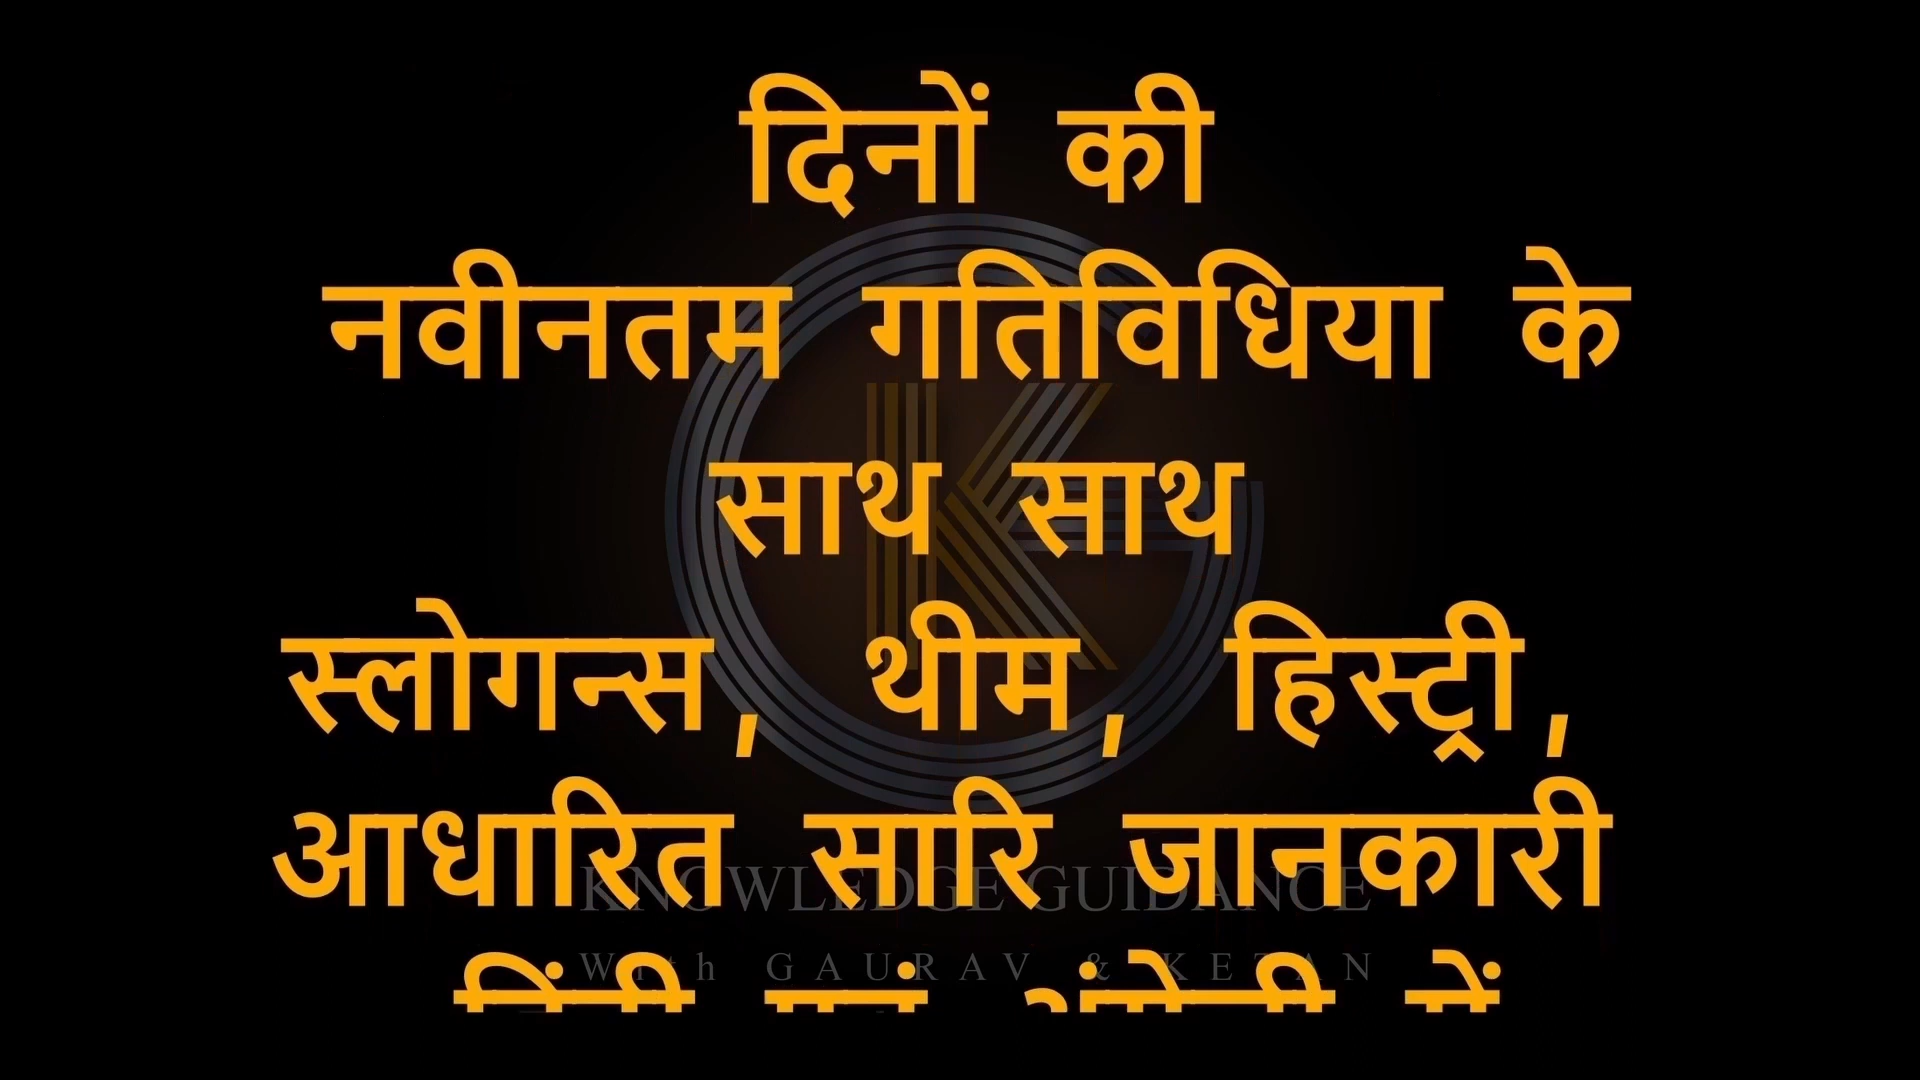 दिनों की
नवीनतम गतिविधिया के
साथ साथ
स्लोगन्स, थीम, हिस्ट्री,
आधारित सारि जानकारी
KNOWLEDGE GUIDANCE
With GAURAV & KETAN